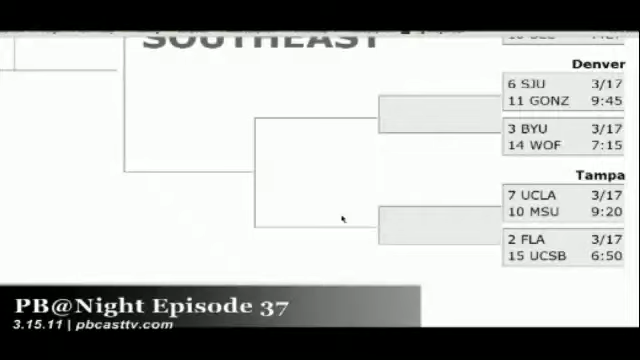 SOUTHEAST
Denver
6 SJU 3/17
11 GONZ 9:45
3 BYU 3/17
14 WOF 7:15
Tampa
7 UCLA 3/17
10 MSU 9:20
2 FLA 3/17
15 UCSB 6:50
PB@Night Episode 37
3.15.11 | pbcasttv.com